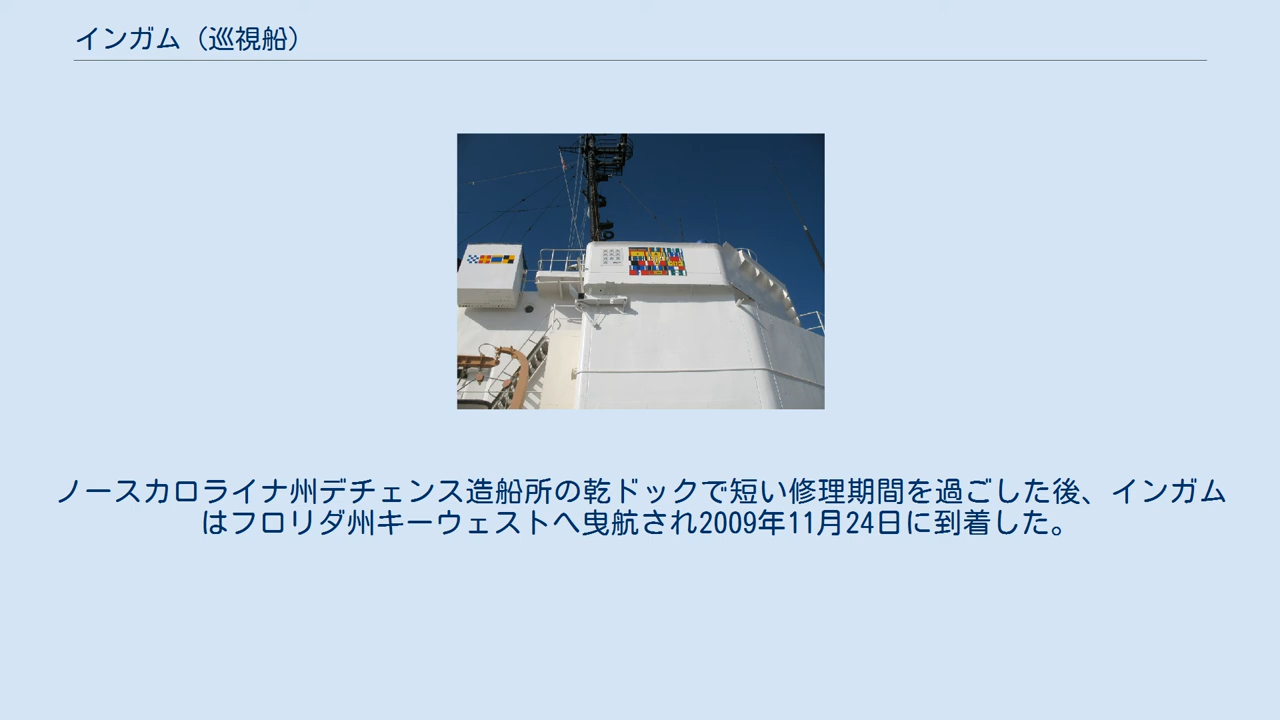 インガム（巡視船）
ノースカロライナ州デチェンス造船所の乾ドックで短い修理期間を過ごした後、インガム
はフロリダ州キーウェストへ曳航され2009年11月24日に到着した。